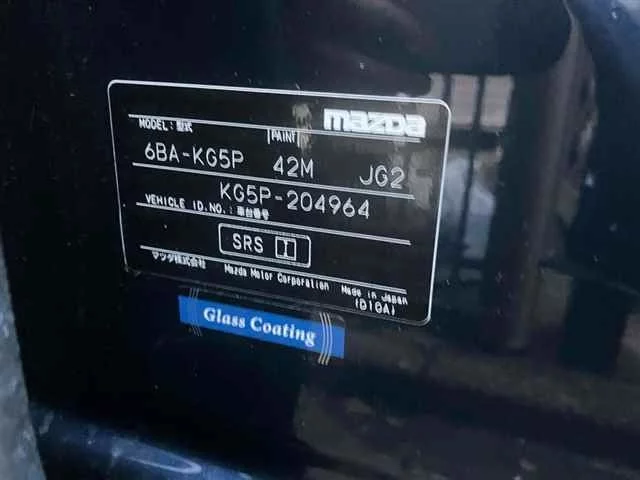 mazda
MODEL:型式 [PAINT]
6BA-KG5P 42M JG2
KG5P-204964
VEHICLE ID.NO.:車台番号
SRS I
マツダ株式会社 Mazda Motor Corporation Made in Japan
(D10A)
Glass Coating